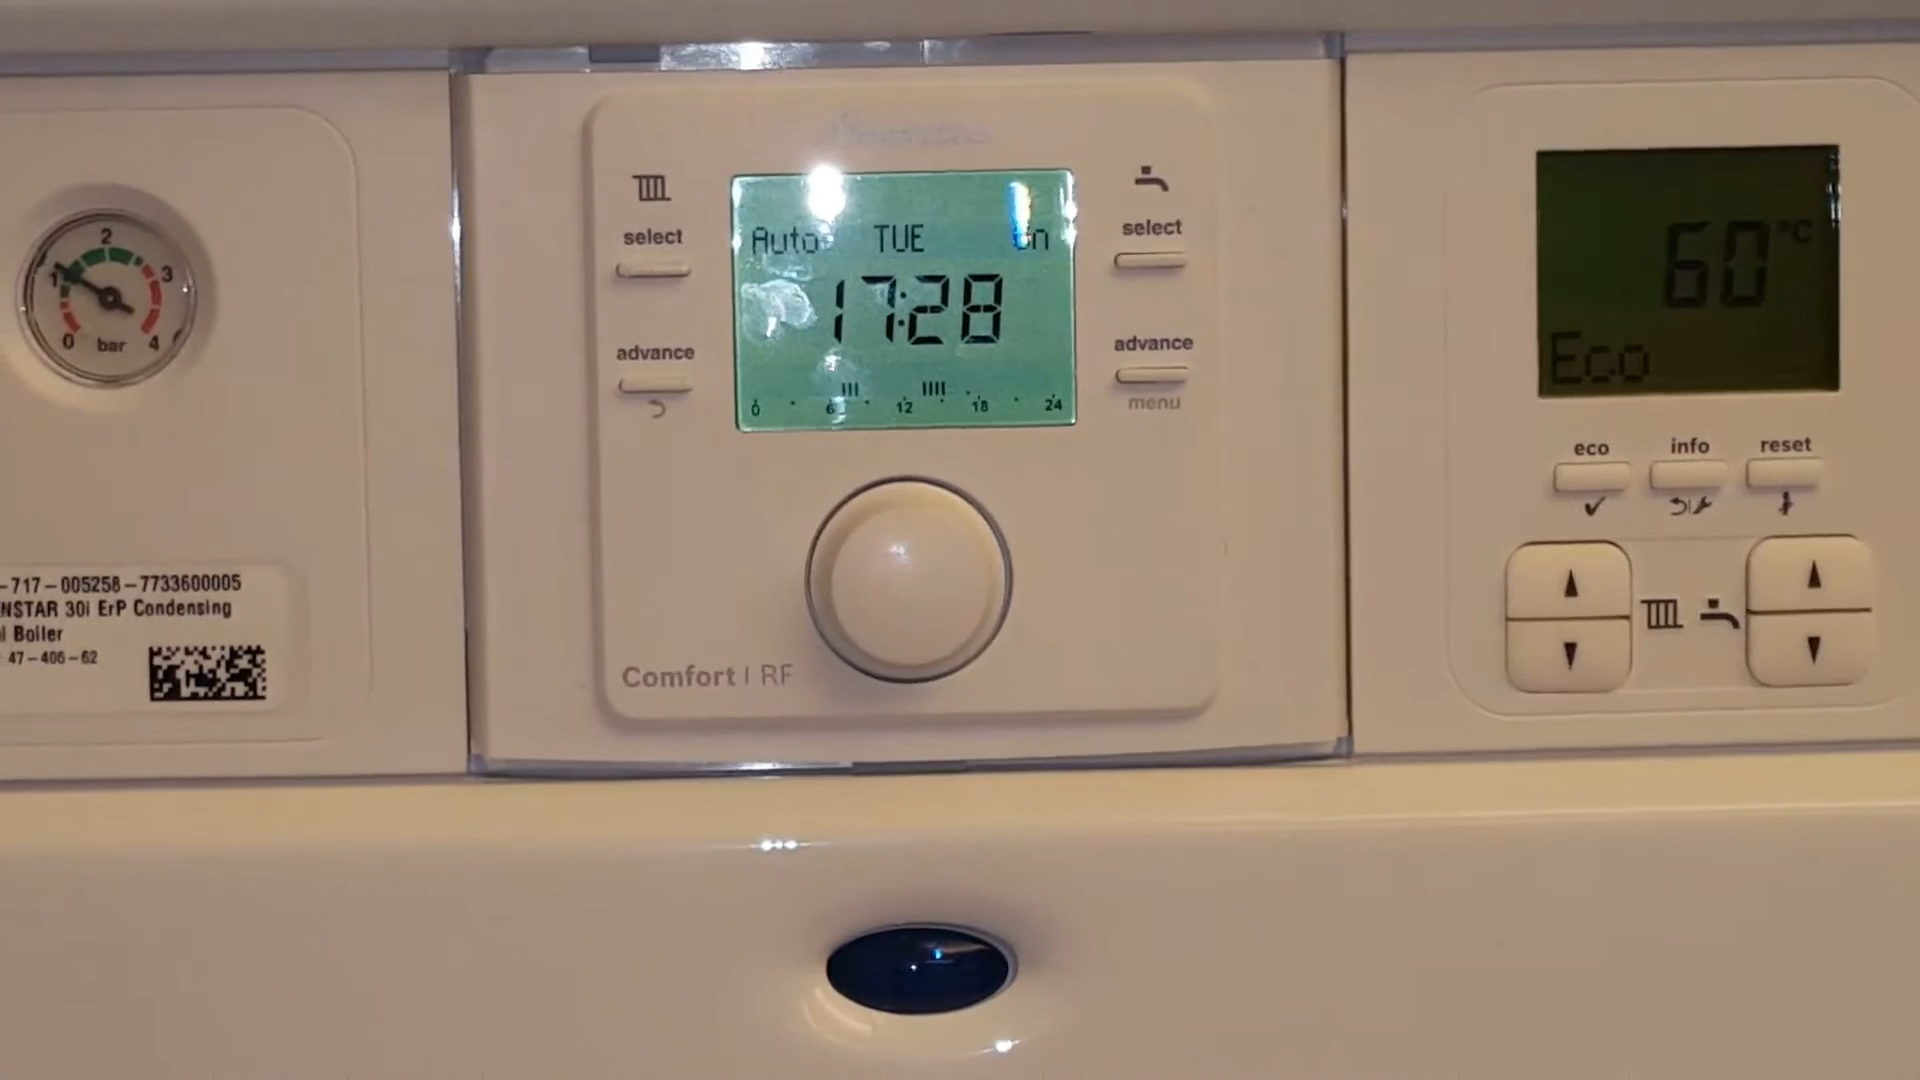 2
1
3
0
bar
4
-717-005258-7733600005
NSTAR 30i ErP Condensing
Boiler
47-406-62
select
advance
Auto TUE
17:28
0 6 12 18 24
select
advance
menu
Comfort | RF
60 °C
Eco
eco
info
reset